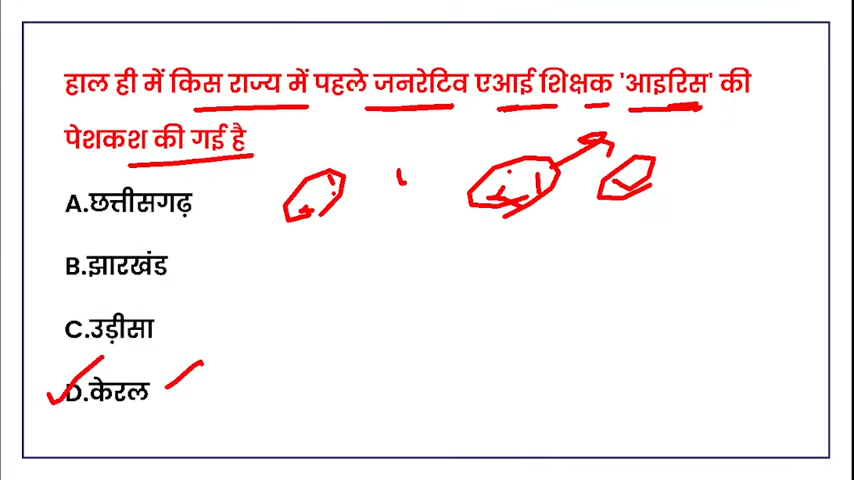 हाल ही में किस राज्य में पहले जनरेटिव एआई शिक्षक 'आइरिस' की
पेशकश की गई है
A.छत्तीसगढ़
B.झारखंड
C.उड़ीसा
D.केरल